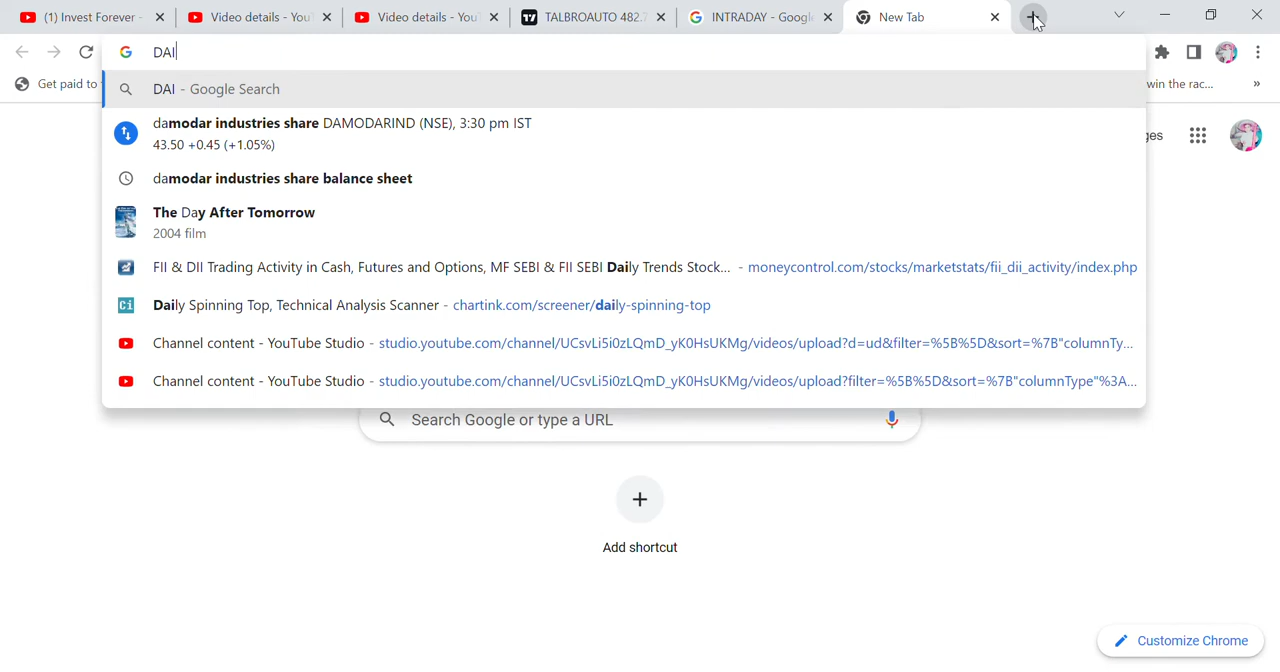 (1) Invest Forever -
Video details - You
Video details - You
TALBROAUTO 482.
INTRADAY - Googl
New Tab
DAI
Get paid to
win the rac...
»
DAI - Google Search
damodar industries share DAMODARIND (NSE), 3:30 pm IST
43.50 +0.45 (+1.05%)
damodar industries share balance sheet
The Day After Tomorrow
2004 film
FII & DII Trading Activity in Cash, Futures and Options, MF SEBI & FII SEBI Daily Trends Stock... - moneycontrol.com/stocks/marketstats/fii_dii_activity/index.php
Ci Daily Spinning Top, Technical Analysis Scanner - chartink.com/screener/daily-spinning-top
Channel content - YouTube Studio - studio.youtube.com/channel/UCsvLi5i0zLQmD_yK0HsUKMg/videos/upload?d=ud&filter=%5B%5D&sort=%7B"columnTy...
Channel content - YouTube Studio - studio.youtube.com/channel/UCsvLi5i0zLQmD_yK0HsUKMg/videos/upload?filter=%5B%5D&sort=%7B"columnType"%3A...
ges
Search Google or type a URL
Add shortcut
Customize Chrome